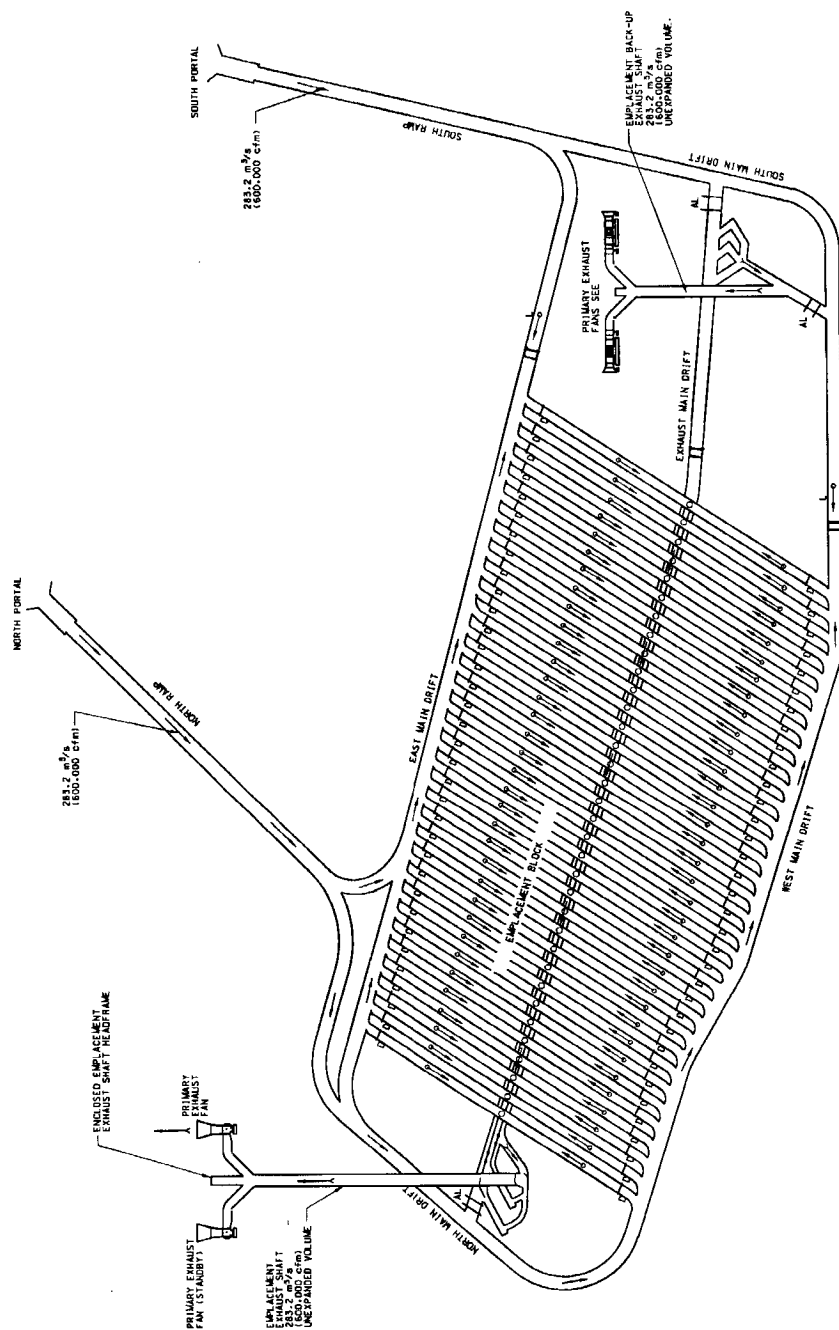 SOUTH PORTAL
283.2 m³/s
(600,000 cfm)
SOUTH RAMP
EMPLACEMENT BACK-UP
EXHAUST SHAFT
283.2 m³/s
(600,000 cfm)
UNEXPANDED VOLUME.
SOUTH MAIN DRIFT
AL
PRIMARY EXHAUST
FANS SEE
AL
EXHAUST MAIN DRIFT
L
L
NORTH PORTAL
283.2 m³/s
(600,000 cfm)
NORTH RAMP
EAST MAIN DRIFT
EMPLACEMENT BLOCK
WEST MAIN DRIFT
ENCLOSED EMPLACEMENT
EXHAUST SHAFT HEADFRAME
PRIMARY
EXHAUST
FAN
PRIMARY EXHAUST
FAN (STANDBY)
EMPLACEMENT
EXHAUST SHAFT
283.2 m³/s
(600,000 cfm)
UNEXPANDED VOLUME
AL
NORTH MAIN DRIFT